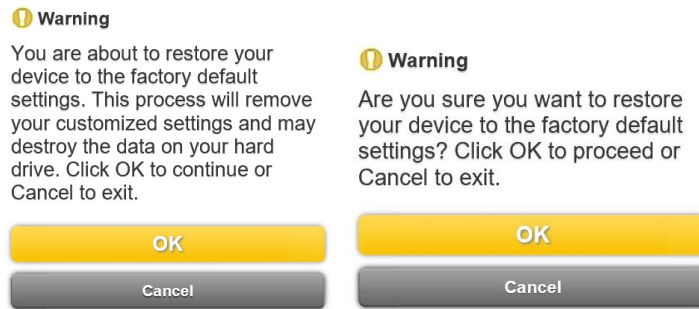 Warning
You are about to restore your
device to the factory default
settings. This process will remove
your customized settings and may
destroy the data on your hard
drive. Click OK to continue or
Cancel to exit.
OK
Cancel
Warning
Are you sure you want to restore
your device to the factory default
settings? Click OK to proceed or
Cancel to exit.
OK
Cancel